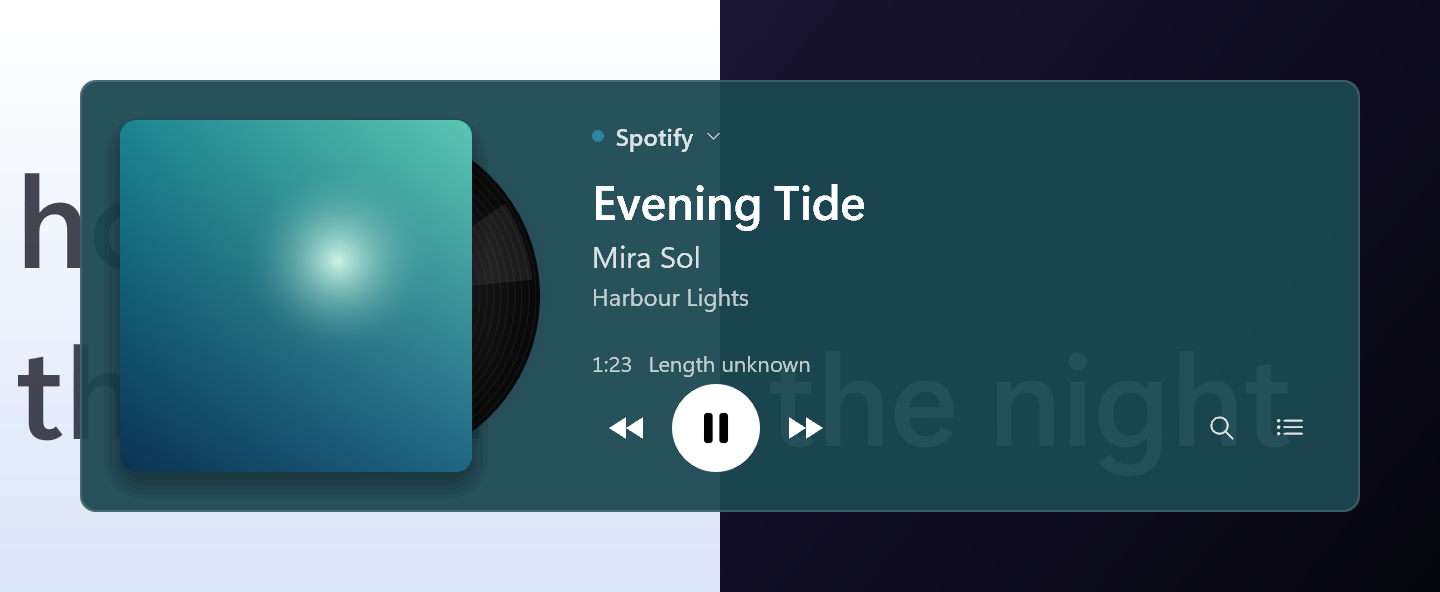 Spotify
Evening Tide
Mira Sol
Harbour Lights
1:23 Length unknown
the night